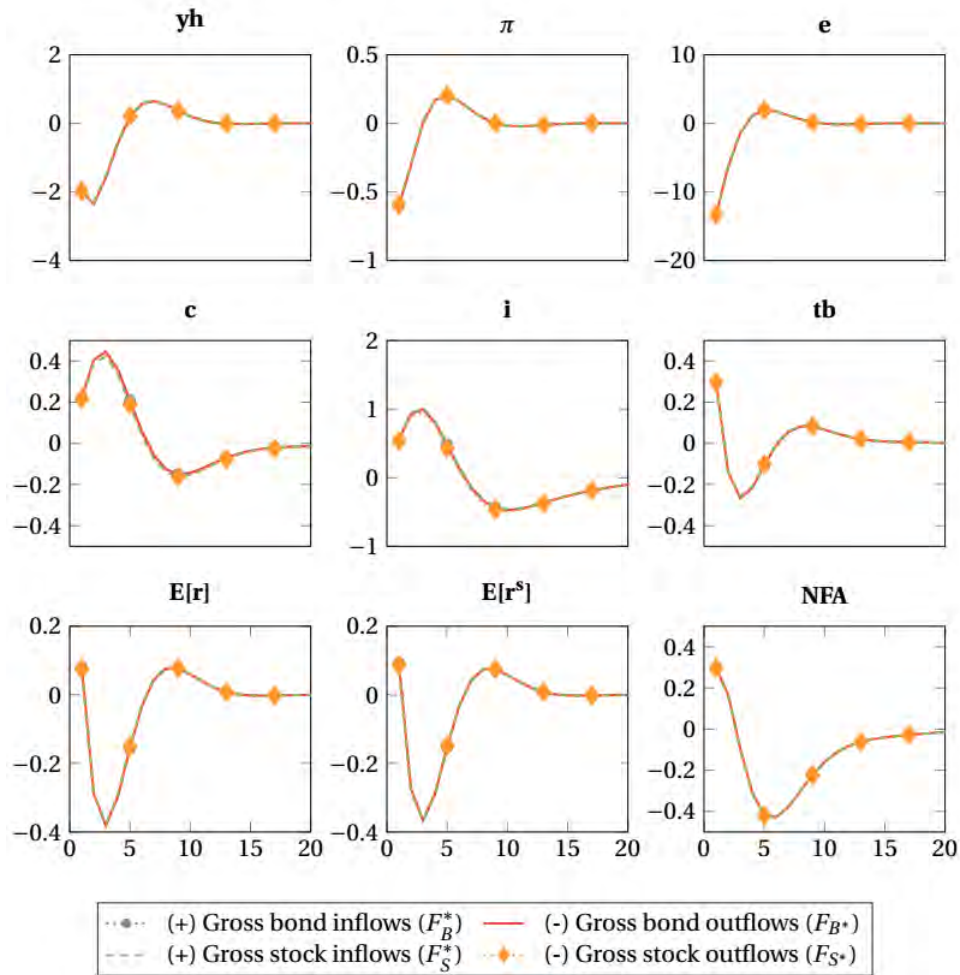 yh π e
2 0.5 10
0 0 0
−2 −0.5 −10
−4 −1 −20
c i tb
0.4 2 0.4
0.2 1 0.2
0 0 0
−0.2 −0.2
−0.4 −1 −0.4
E[r] E[rˢ] NFA
0.2 0.2 0.4
0 0 0.2
−0.2 −0.2 0
−0.4 −0.4 −0.2
−0.4
0 5 10 15 20 0 5 10 15 20 0 5 10 15 20
(+) Gross bond inflows (F*_B) (-) Gross bond outflows (F_B*)
(+) Gross stock inflows (F*_S) (-) Gross stock outflows (F_S*)